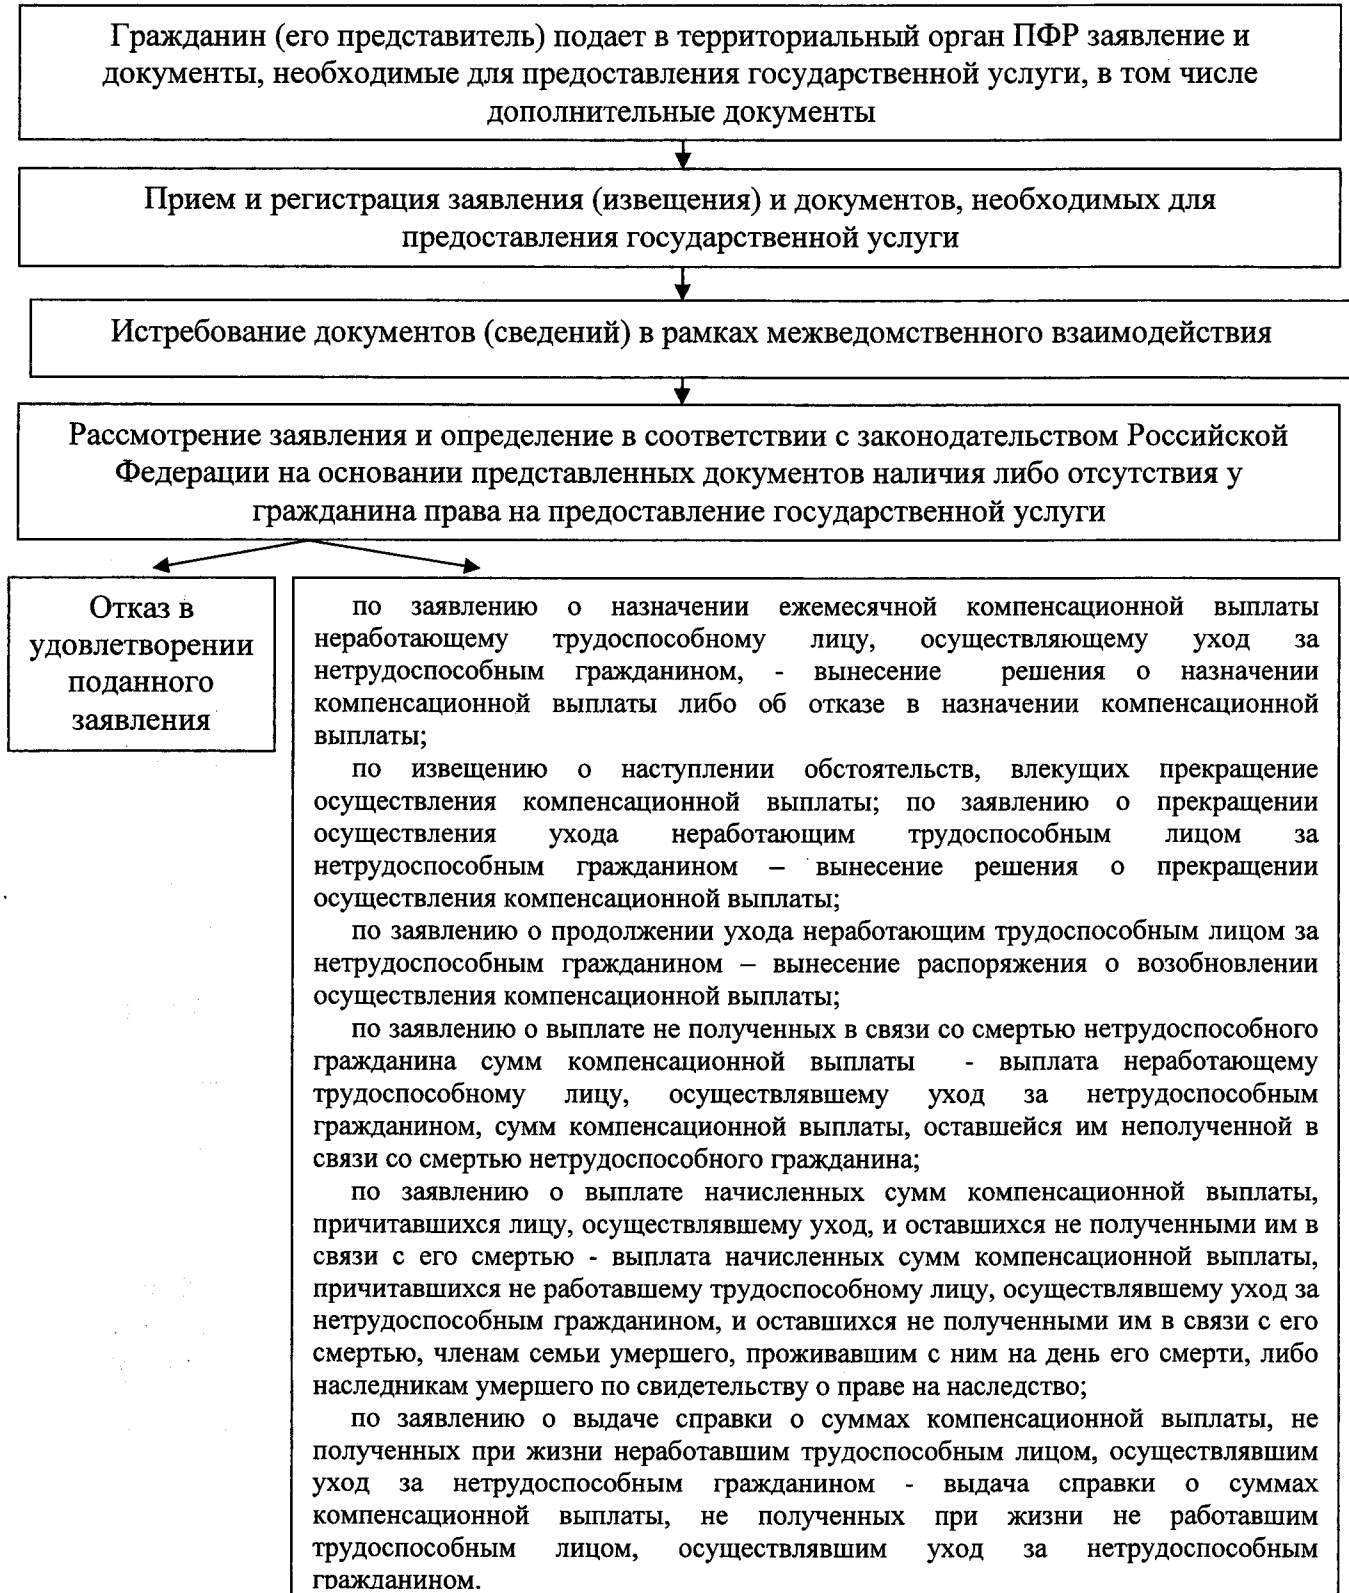 Гражданин (его представитель) подает в территориальный орган ПФР заявление и
документы, необходимые для предоставления государственной услуги, в том числе
дополнительные документы
Прием и регистрация заявления (извещения) и документов, необходимых для
предоставления государственной услуги
Истребование документов (сведений) в рамках межведомственного взаимодействия
Рассмотрение заявления и определение в соответствии с законодательством Российской
Федерации на основании представленных документов наличия либо отсутствия у
гражданина права на предоставление государственной услуги
Отказ в
удовлетворении
поданного
заявления
по заявлению о назначении ежемесячной компенсационной выплаты
неработающему трудоспособному лицу, осуществляющему уход за
нетрудоспособным гражданином, - вынесение решения о назначении
компенсационной выплаты либо об отказе в назначении компенсационной
выплаты;
по извещению о наступлении обстоятельств, влекущих прекращение
осуществления компенсационной выплаты; по заявлению о прекращении
осуществления ухода неработающим трудоспособным лицом за
нетрудоспособным гражданином – вынесение решения о прекращении
осуществления компенсационной выплаты;
по заявлению о продолжении ухода неработающим трудоспособным лицом за
нетрудоспособным гражданином – вынесение распоряжения о возобновлении
осуществления компенсационной выплаты;
по заявлению о выплате не полученных в связи со смертью нетрудоспособного
гражданина сумм компенсационной выплаты - выплата неработающему
трудоспособному лицу, осуществлявшему уход за нетрудоспособным
гражданином, сумм компенсационной выплаты, оставшейся им неполученной в
связи со смертью нетрудоспособного гражданина;
по заявлению о выплате начисленных сумм компенсационной выплаты,
причитавшихся лицу, осуществлявшему уход, и оставшихся не полученными им в
связи с его смертью - выплата начисленных сумм компенсационной выплаты,
причитавшихся не работавшему трудоспособному лицу, осуществлявшему уход за
нетрудоспособным гражданином, и оставшихся не полученными им в связи с его
смертью, членам семьи умершего, проживавшим с ним на день его смерти, либо
наследникам умершего по свидетельству о праве на наследство;
по заявлению о выдаче справки о суммах компенсационной выплаты, не
полученных при жизни неработавшим трудоспособным лицом, осуществлявшим
уход за нетрудоспособным гражданином - выдача справки о суммах
компенсационной выплаты, не полученных при жизни не работавшим
трудоспособным лицом, осуществлявшим уход за нетрудоспособным
гражданином.